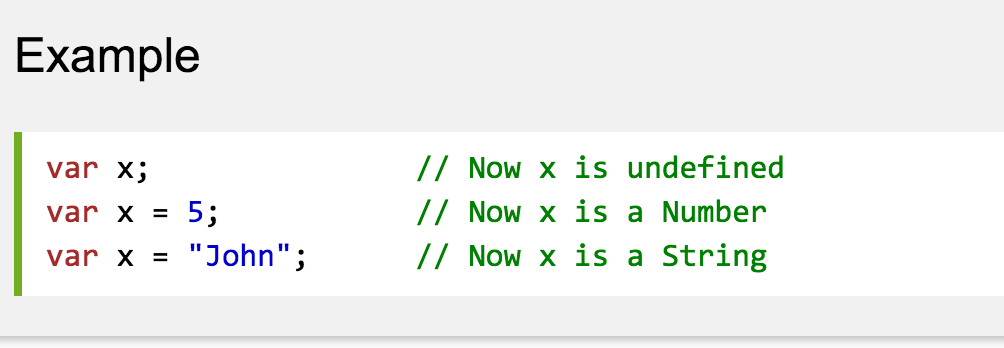 Example
var x;               // Now x is undefined
var x = 5;           // Now x is a Number
var x = "John";      // Now x is a String